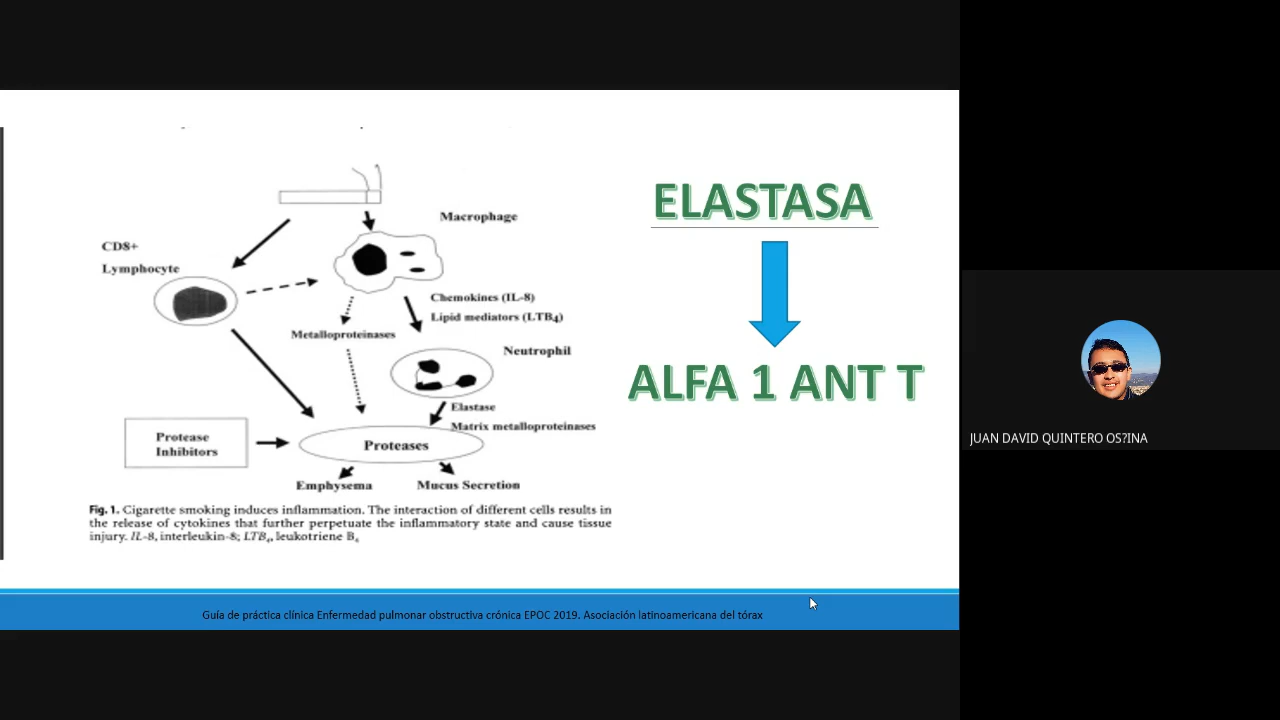 Macrophage
CD8+
Lymphocyte
Chemokines (IL-8)
Lipid mediators (LTB4)
Metalloproteinases
Neutrophil
Elastase
Matrix metalloproteinases
Protease
Inhibitors
Proteases
Emphysema
Mucus Secretion
Fig. 1. Cigarette smoking induces inflammation. The interaction of different cells results in
the release of cytokines that further perpetuate the inflammatory state and cause tissue
injury. IL-8, interleukin-8; LTB4, leukotriene B4
ELASTASA
ALFA 1 ANT T
Guía de práctica clínica Enfermedad pulmonar obstructiva crónica EPOC 2019. Asociación latinoamericana del tórax
JUAN DAVID QUINTERO OS?INA